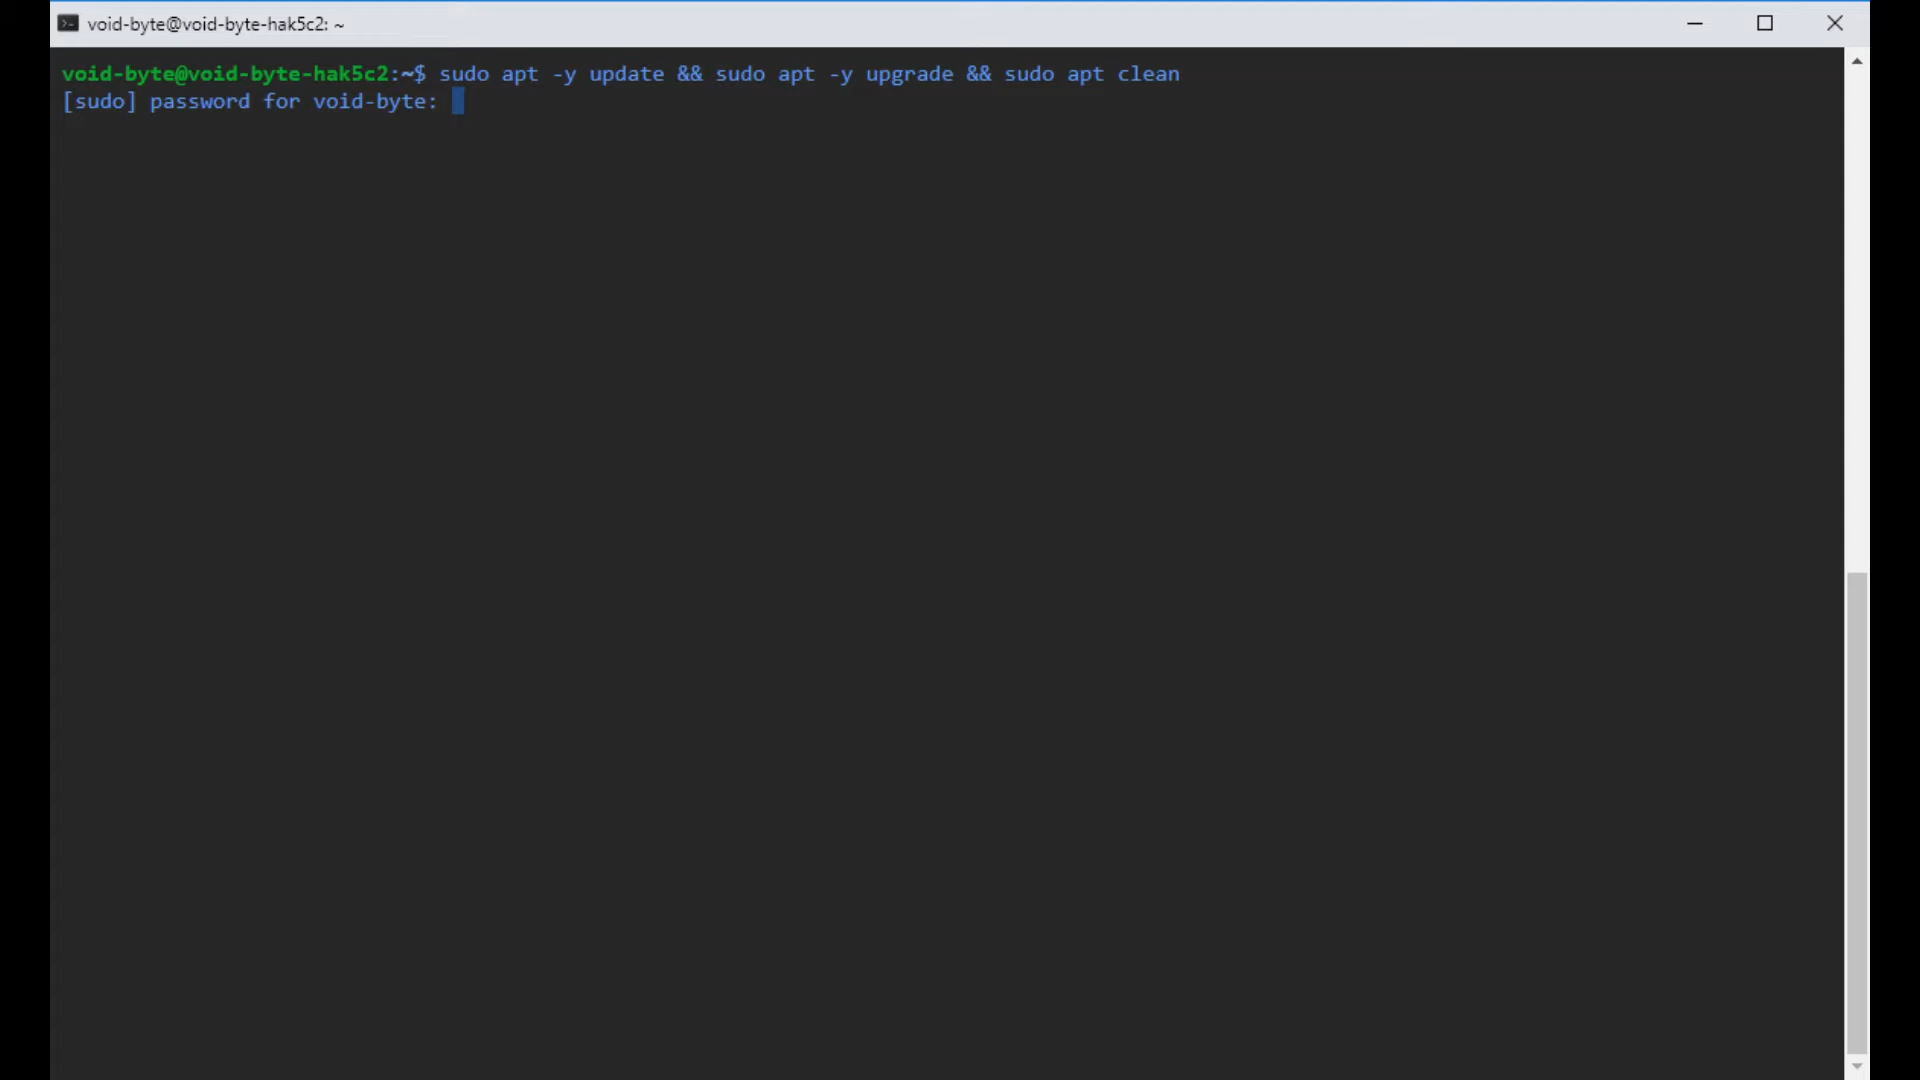 void-byte@void-byte-hak5c2: ~
void-byte@void-byte-hak5c2:~$ sudo apt -y update && sudo apt -y upgrade && sudo apt clean
[sudo] password for void-byte: